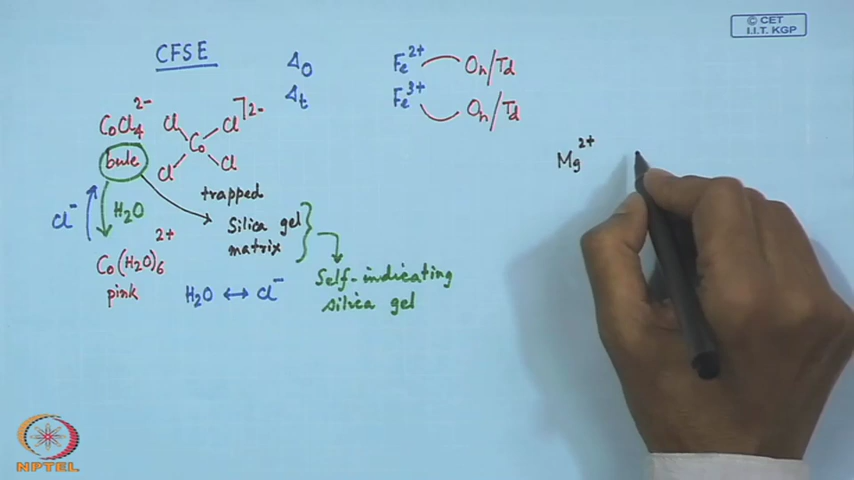 © CET
I.I.T. KGP
CFSE
Δo
Δt
Fe2+ Oh/Td
Fe3+ Oh/Td
CoCl4 2-
Cl Cl ]2-
Co
Cl Cl
bule
Mg2+
trapped
Cl- H2O
Silica gel
matrix
Co(H2O)6 2+
pink
H2O ↔ Cl-
Self-indicating
silica gel
NPTEL